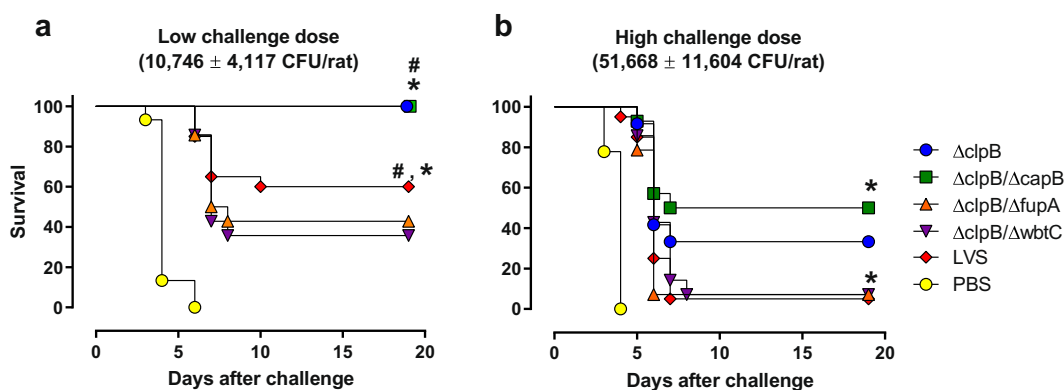 a
Low challenge dose
(10,746 ± 4,117 CFU/rat)
#
*
#, *
100
80
60
40
20
0
Survival
0 5 10 15 20
Days after challenge
b
High challenge dose
(51,668 ± 11,604 CFU/rat)
*
*
100
80
60
40
20
0
0 5 10 15 20
Days after challenge
ΔclpB
ΔclpB/ΔcapB
ΔclpB/ΔfupA
ΔclpB/ΔwbtC
LVS
PBS